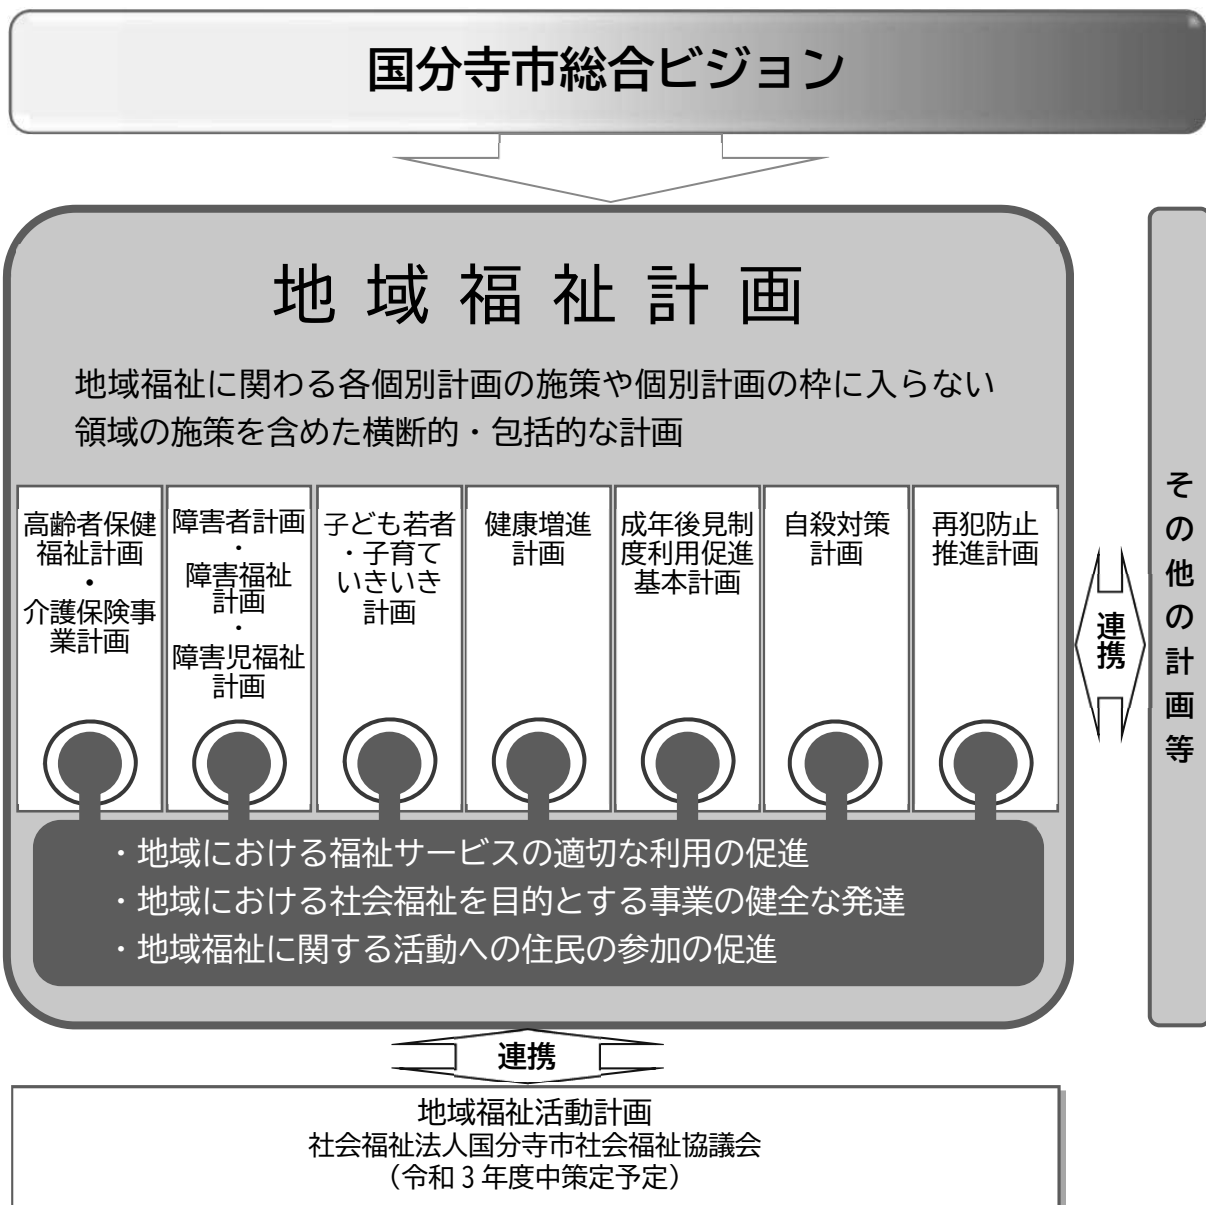 国分寺市総合ビジョン
地域福祉計画
地域福祉に関わる各個別計画の施策や個別計画の枠に入らない
領域の施策を含めた横断的・包括的な計画
高齢者保健
福祉計画
・
介護保険事
業計画
障害者計画
・
障害福祉
計画
・
障害児福祉
計画
子ども若者
・子育て
いきいき
計画
健康増進
計画
成年後見制
度利用促進
基本計画
自殺対策
計画
再犯防止
推進計画
・地域における福祉サービスの適切な利用の促進
・地域における社会福祉を目的とする事業の健全な発達
・地域福祉に関する活動への住民の参加の促進
連携
その他の計画等
連携
地域福祉活動計画
社会福祉法人国分寺市社会福祉協議会
（令和３年度中策定予定）